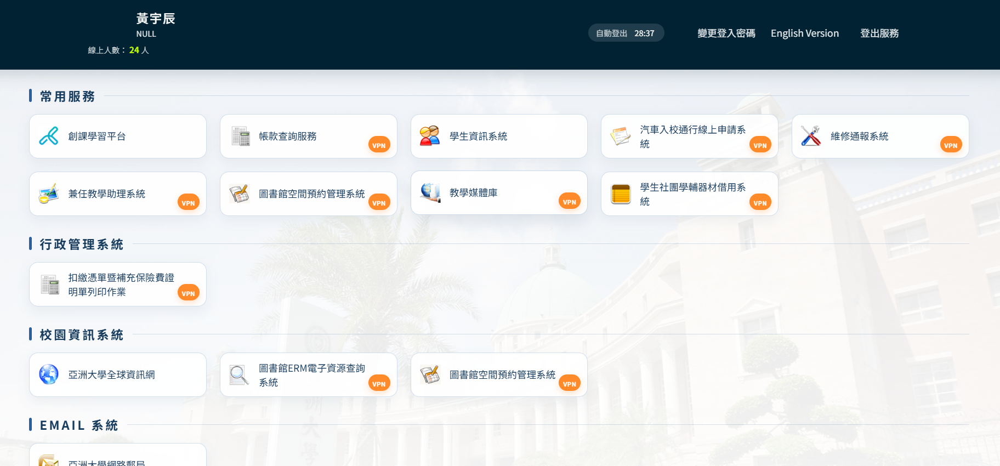 黃宇辰
NULL
線上人數： 24 人
自動登出 28:37
變更登入密碼
English Version
登出服務
常用服務
創課學習平台
帳款查詢服務
VPN
學生資訊系統
汽車入校通行線上申請系
統
VPN
維修通報系統
VPN
兼任教學助理系統
VPN
圖書館空間預約管理系統
VPN
教學媒體庫
VPN
學生社團學輔器材借用系
統
VPN
行政管理系統
扣繳憑單暨補充保險費證
明單列印作業
VPN
校園資訊系統
亞洲大學全球資訊網
圖書館ERM電子資源查詢
系統
VPN
圖書館空間預約管理系統
VPN
EMAIL 系統
亞洲大學網路郵局